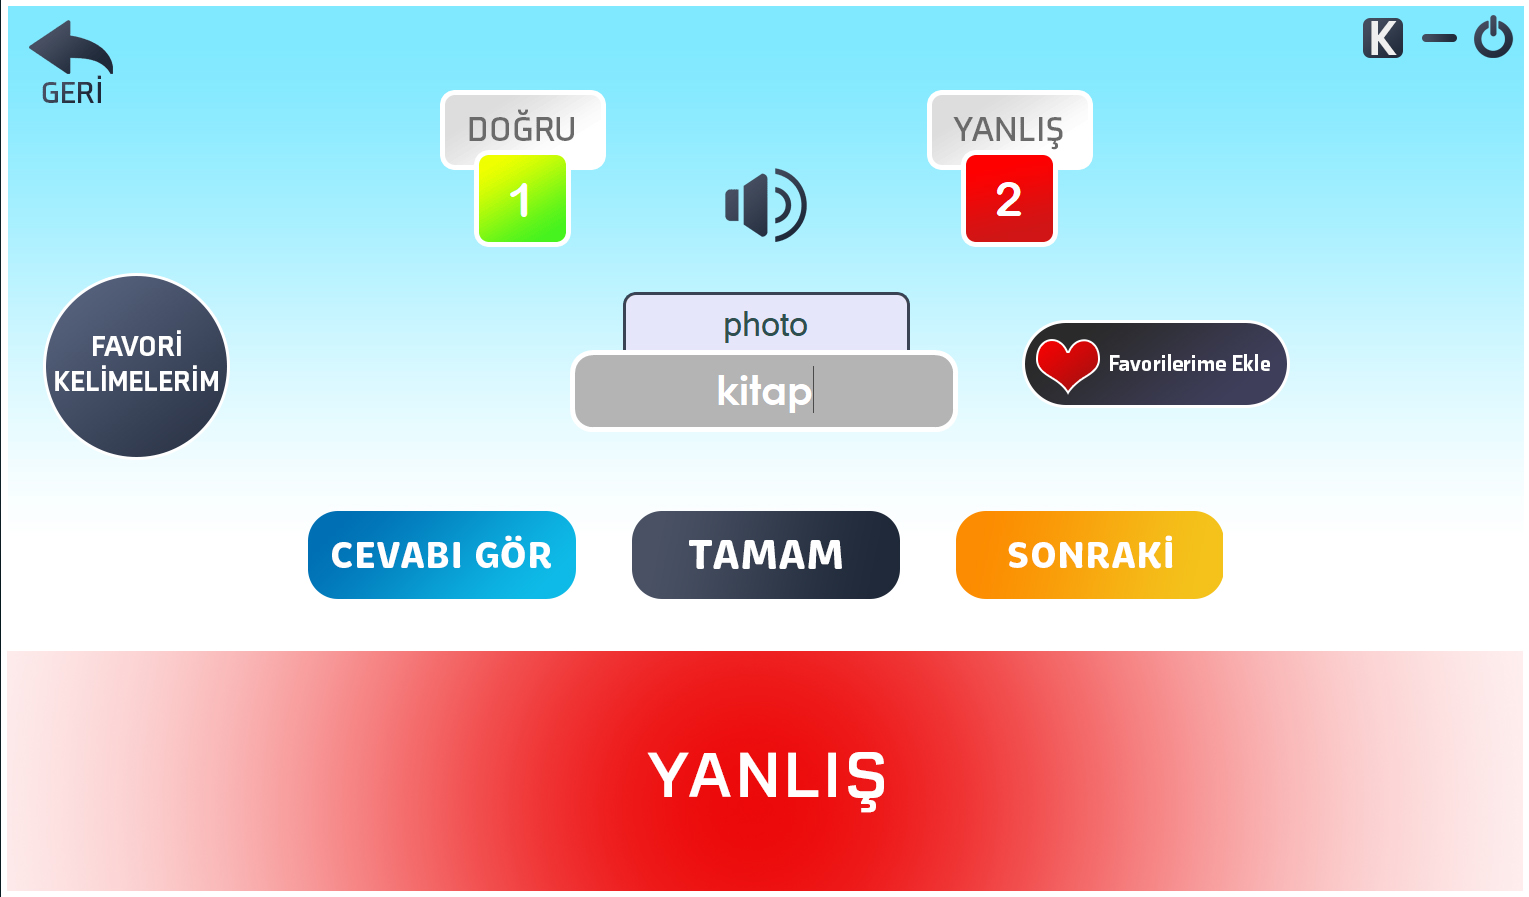 GERİ
K
DOĞRU
YANLIŞ
1
2
photo
kitap
FAVORİ
KELİMELERİM
Favorilerime Ekle
CEVABI GÖR
TAMAM
SONRAKİ
YANLIŞ